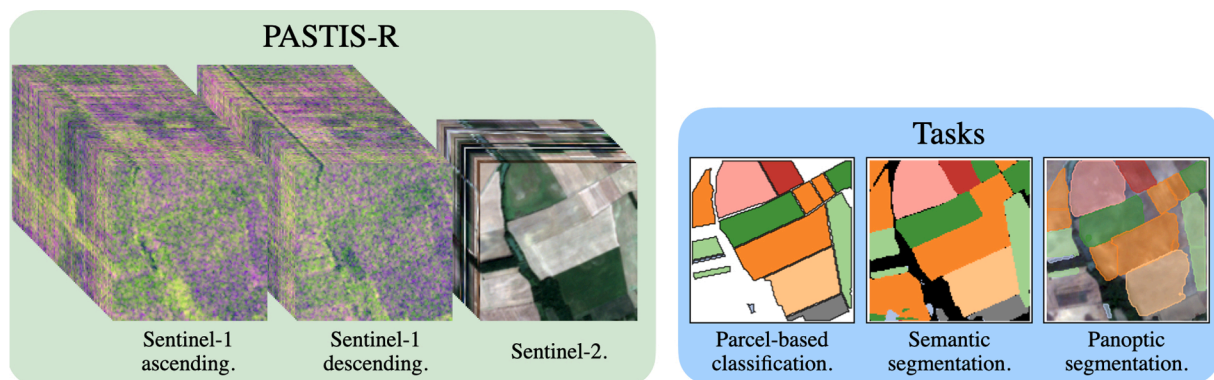 PASTIS-R
Sentinel-1
ascending.
Sentinel-1
descending.
Sentinel-2.
Tasks
Parcel-based
classification.
Semantic
segmentation.
Panoptic
segmentation.